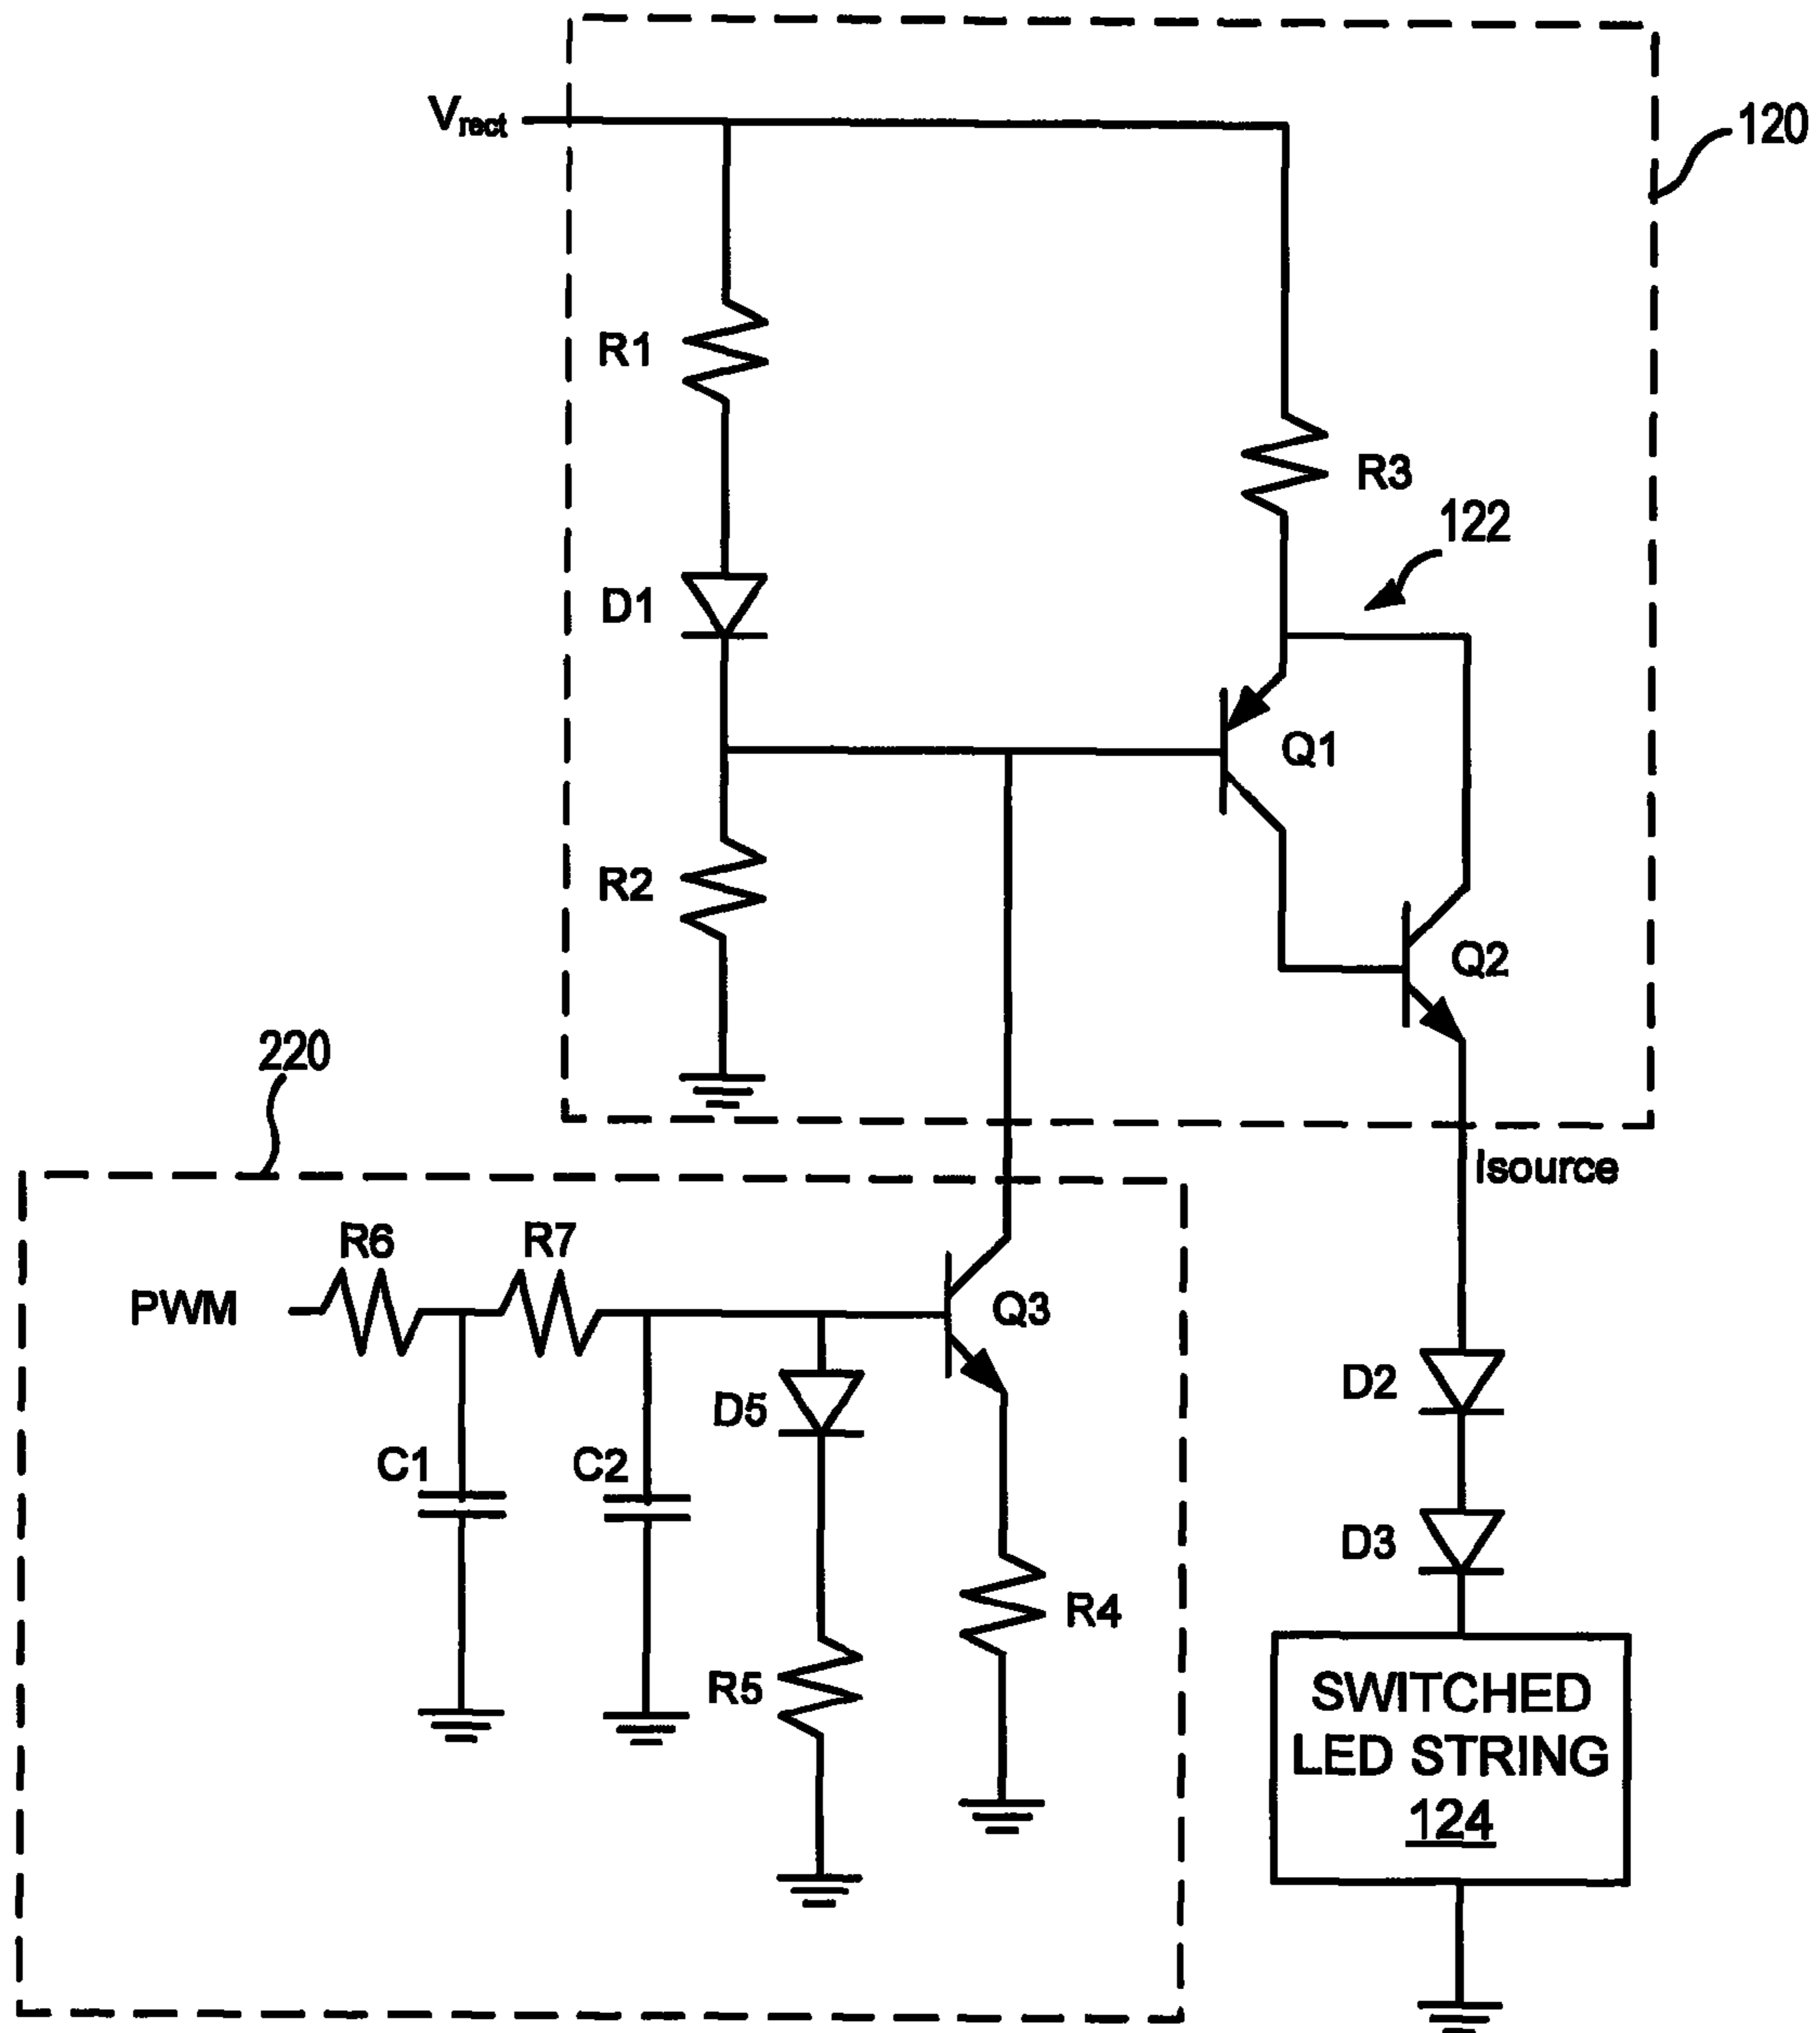 Vrect
120
R1
R3
122
D1
Q1
R2
Q2
220
Isource
R6
R7
PWM
Q3
D2
D5
C1
C2
D3
R4
R5
SWITCHED
LED STRING
124